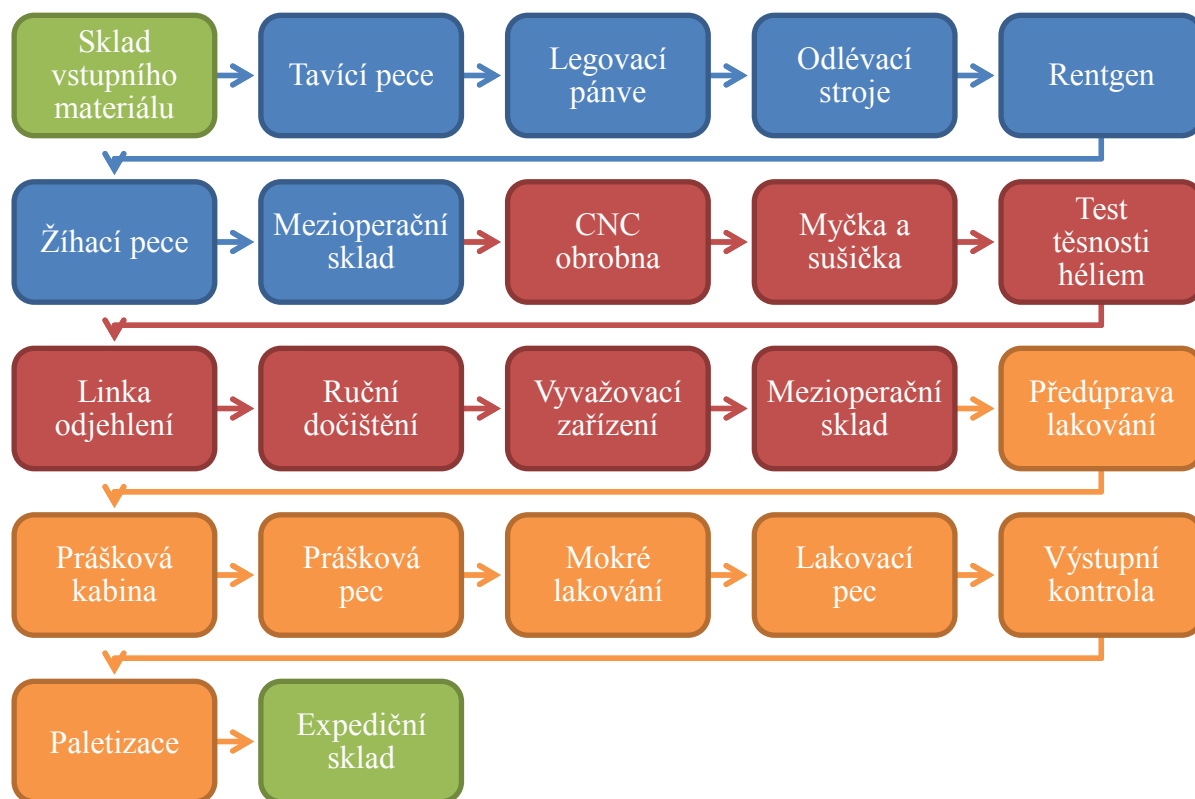 Sklad
vstupního
materiálu
Tavící pece
Legovací
pánve
Odlévací
stroje
Rentgen
Žíhací pece
Mezioperační
sklad
CNC
obrobna
Myčka a
sušička
Test
těsnosti
héliem
Linka
odjehlení
Ruční
dočištění
Vyvažovací
zařízení
Mezioperační
sklad
Předúprava
lakování
Prášková
kabina
Prášková
pec
Mokré
lakování
Lakovací
pec
Výstupní
kontrola
Paletizace
Expediční
sklad